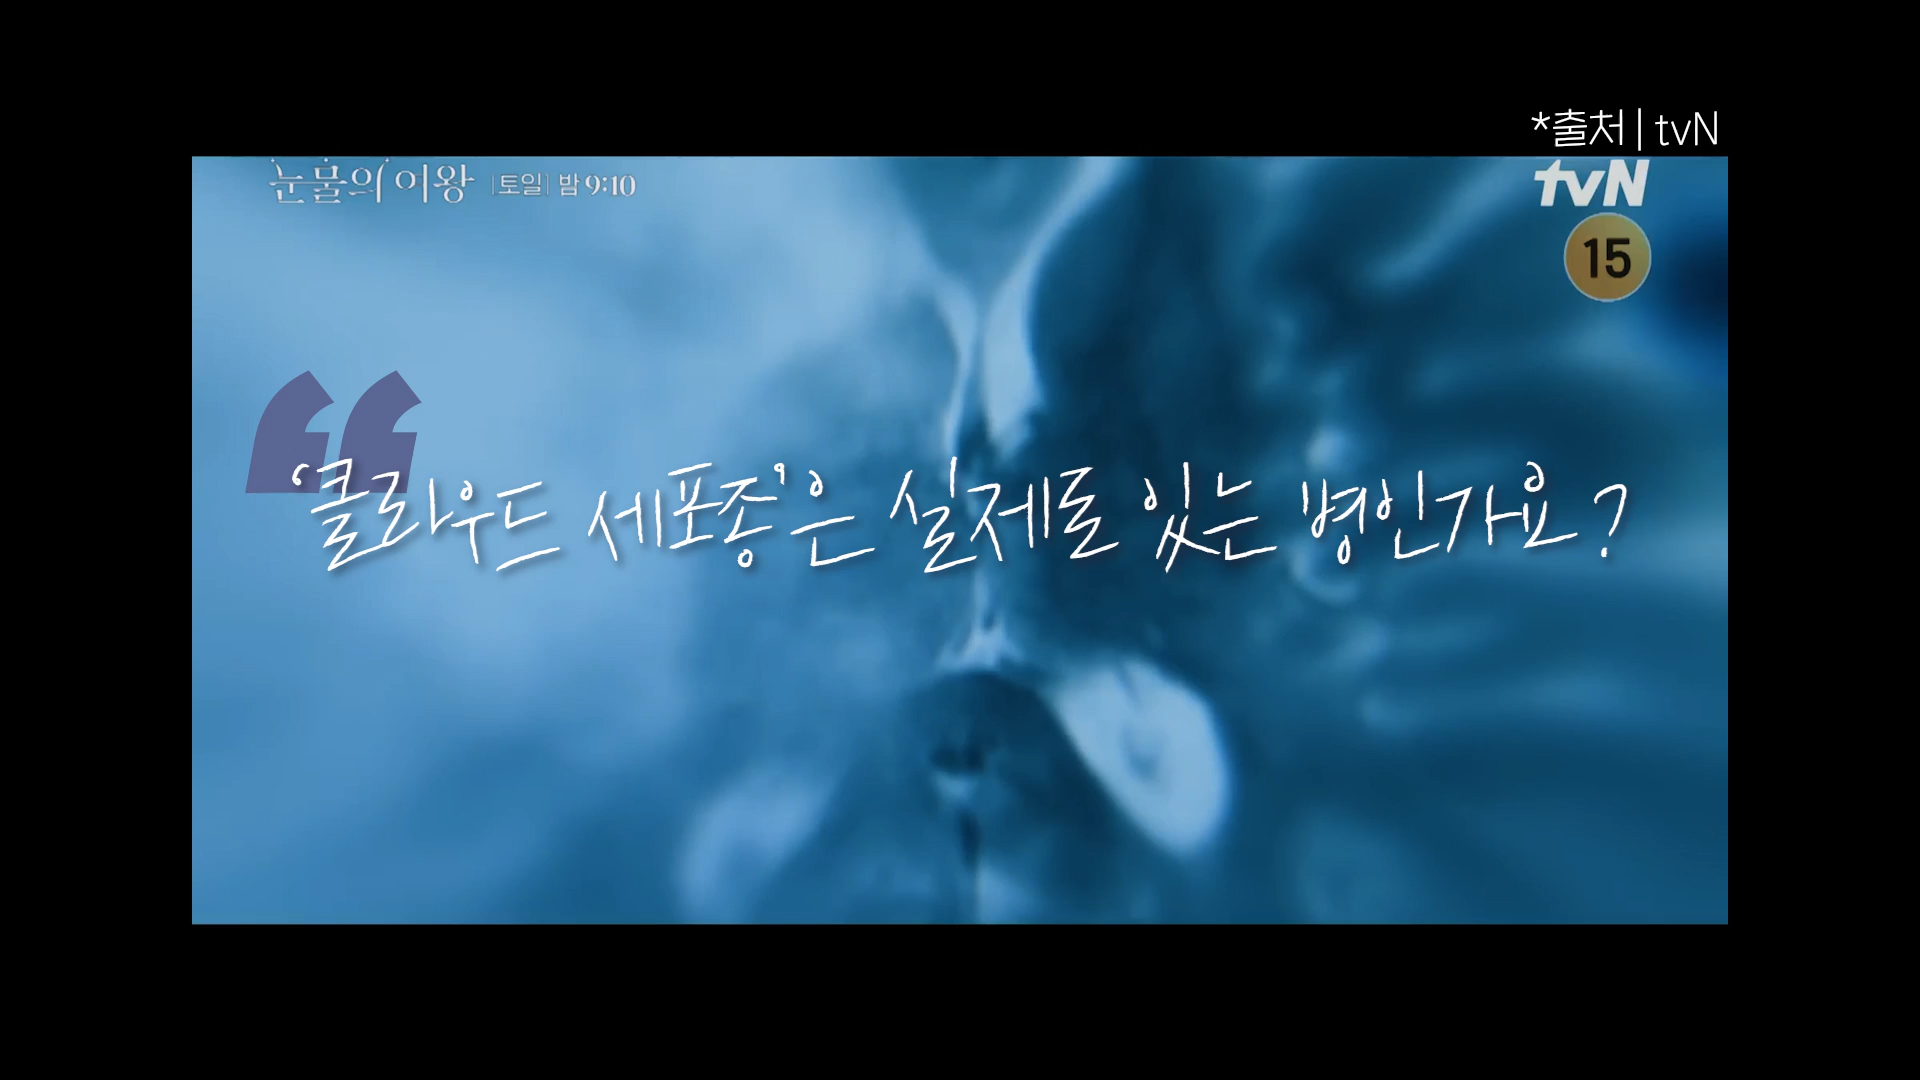 *출처 | tvN
눈물의 여왕 |토일| 밤 9:10
tvN
15
“
‘클라우드 세포종’은 실제로 있는 병인가요?